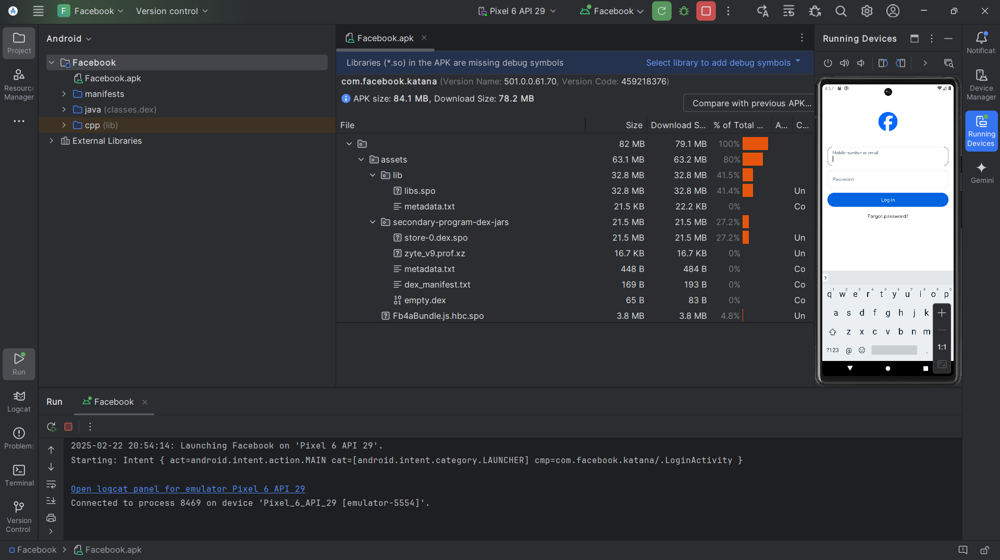 F Facebook Version control Pixel 6 API 29 Facebook
Project
Resource
Manager
Run
Logcat
Problems
Terminal
Version
Control
Android
Facebook
Facebook.apk
manifests
java (classes.dex)
cpp (lib)
External Libraries
Facebook.apk
Libraries (*.so) in the APK are missing debug symbols Select library to add debug symbols
com.facebook.katana (Version Name: 501.0.0.61.70, Version Code: 459218376)
APK size: 84.1 MB, Download Size: 78.2 MB
Compare with previous APK...
File Size Download S... % of Total ... A... C...
82 MB 79.1 MB 100%
assets 63.1 MB 63.2 MB 80%
lib 32.8 MB 32.8 MB 41.5%
libs.spo 32.8 MB 32.8 MB 41.4% Un
metadata.txt 21.5 KB 22.2 KB 0% Co
secondary-program-dex-jars 21.5 MB 21.5 MB 27.2%
store-0.dex.spo 21.5 MB 21.5 MB 27.2% Un
zyte_v9.prof.xz 16.7 KB 16.7 KB 0% Un
metadata.txt 448 B 484 B 0% Co
dex_manifest.txt 169 B 193 B 0% Co
empty.dex 65 B 83 B 0% Co
Fb4aBundle.js.hbc.spo 3.8 MB 3.8 MB 4.8% Un
Running Devices
8:57
Mobile number or email
Password
Log in
Forgot password?
1 2 3 4 5 6 7 8 9 0
q w e r t y u i o p
a s d f g h j k
z x c v b n m
?123 @ .
1:1
Notificati
Device
Manager
Running
Devices
Gemini
Run Facebook
2025-02-22 20:54:14: Launching Facebook on 'Pixel 6 API 29'.
Starting: Intent { act=android.intent.action.MAIN cat=[android.intent.category.LAUNCHER] cmp=com.facebook.katana/.LoginActivity }
Open logcat panel for emulator Pixel 6 API 29
Connected to process 8469 on device 'Pixel_6_API_29 [emulator-5554]'.
Facebook > Facebook.apk